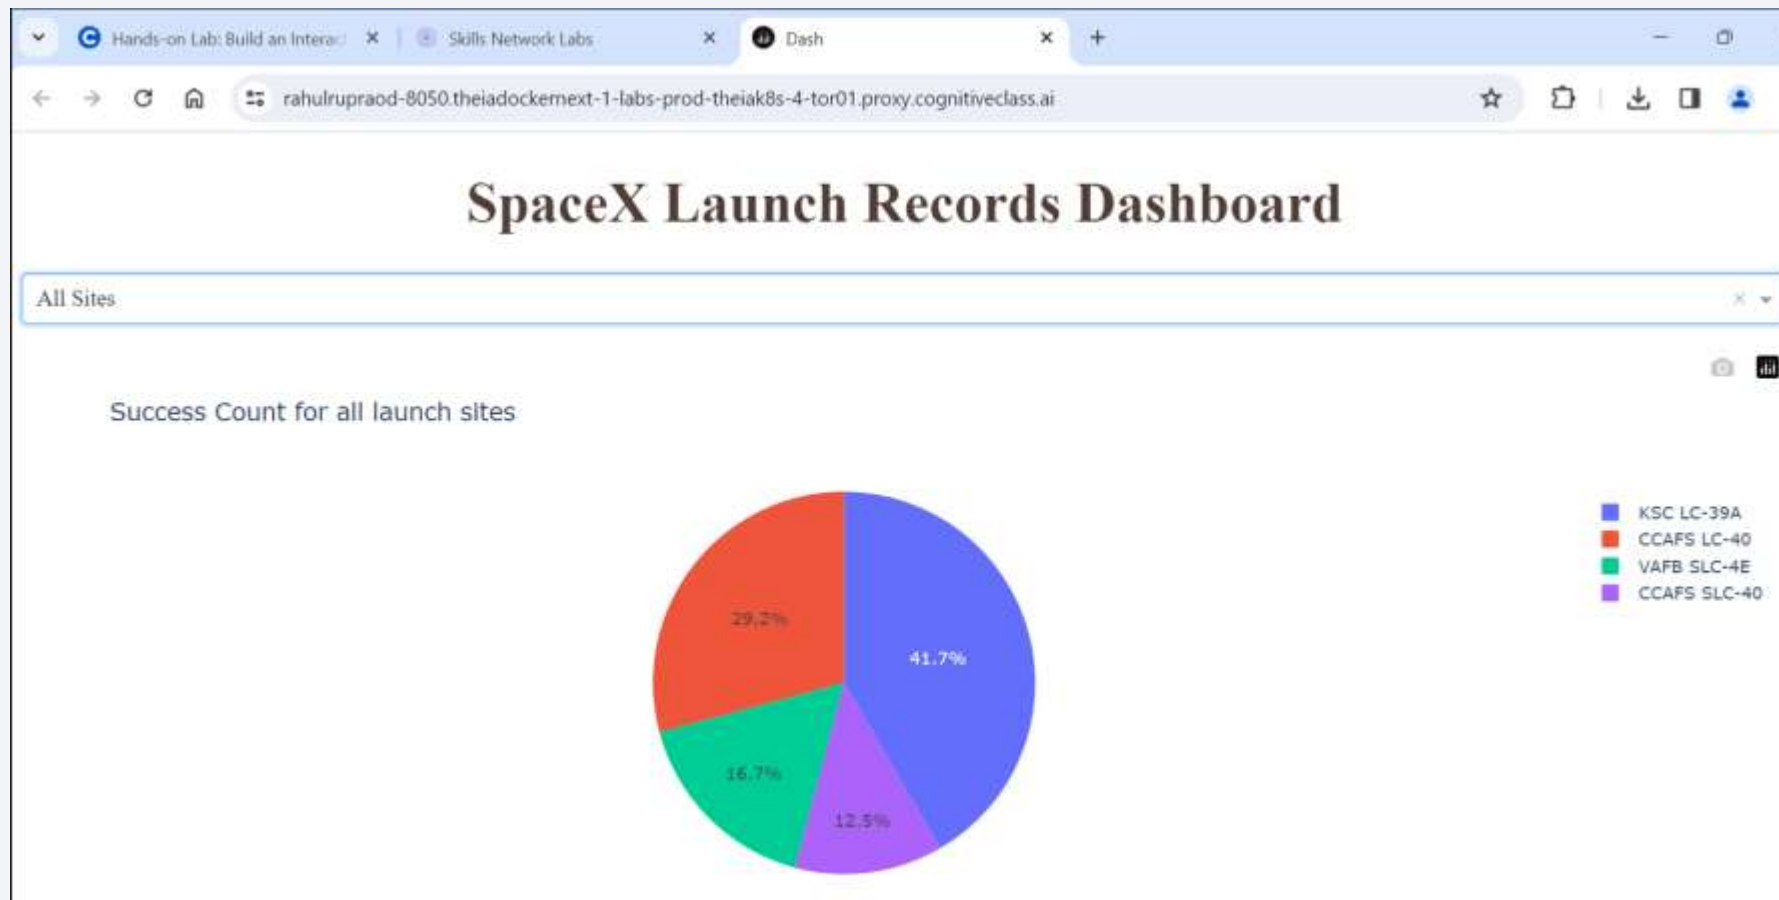 Hands-on Lab: Build an Interac
Skills Network Labs
Dash
rahulrupraod-8050.theiadockernext-1-labs-prod-theiak8s-4-tor01.proxy.cognitiveclass.ai
SpaceX Launch Records Dashboard
All Sites
Success Count for all launch sites
KSC LC-39A
CCAFS LC-40
VAFB SLC-4E
CCAFS SLC-40
29.2%
41.7%
16.7%
12.5%